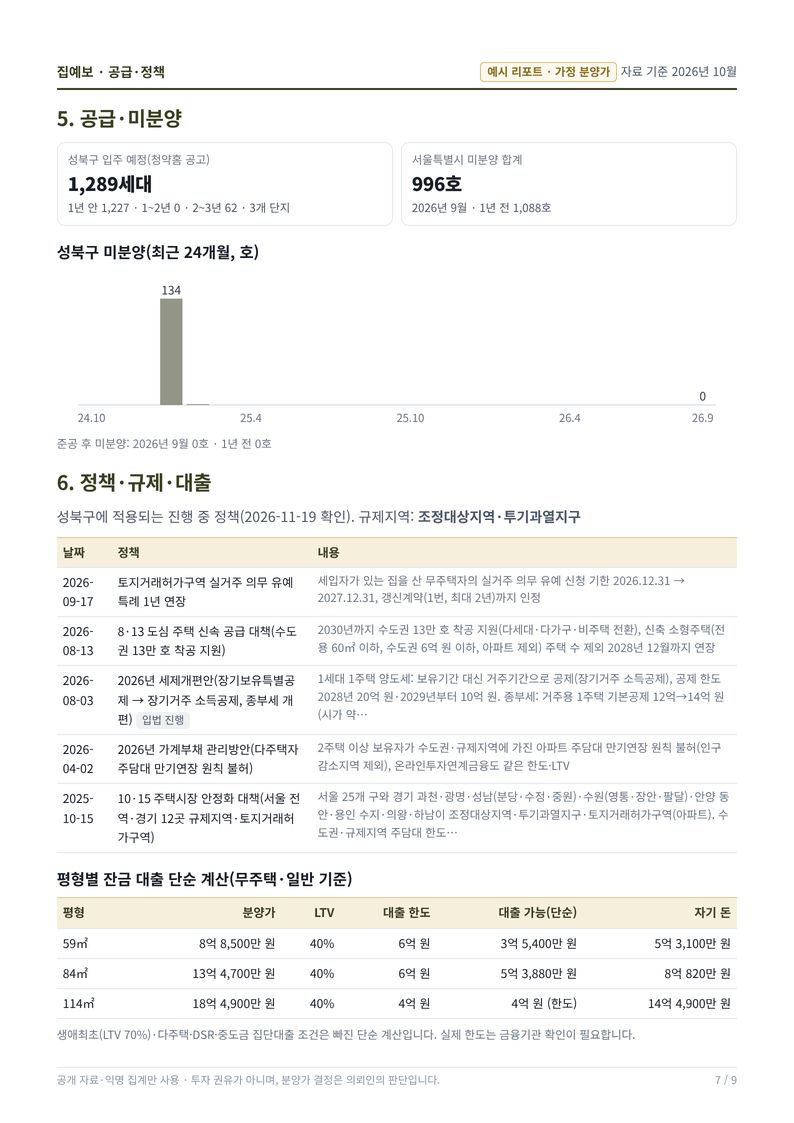 집예보 · 공급·정책
예시 리포트 · 가정 분양가 자료 기준 2026년 10월
5. 공급·미분양
성북구 입주 예정(청약홈 공고)
1,289세대
1년 안 1,227 · 1~2년 0 · 2~3년 62 · 3개 단지
서울특별시 미분양 합계
996호
2026년 9월 · 1년 전 1,088호
성북구 미분양(최근 24개월, 호)
134
0
24.10 25.4 25.10 26.4 26.9
준공 후 미분양: 2026년 9월 0호 · 1년 전 0호
6. 정책·규제·대출
성북구에 적용되는 진행 중 정책(2026-11-19 확인). 규제지역: 조정대상지역·투기과열지구
날짜 정책 내용
2026-
09-17
토지거래허가구역 실거주 의무 유예
특례 1년 연장
세입자가 있는 집을 산 무주택자의 실거주 의무 유예 신청 기한 2026.12.31 →
2027.12.31, 갱신계약(1번, 최대 2년)까지 인정
2026-
08-13
8·13 도심 주택 신속 공급 대책(수도
권 13만 호 착공 지원)
2030년까지 수도권 13만 호 착공 지원(다세대·다가구·비주택 전환), 신축 소형주택(전
용 60㎡ 이하, 수도권 6억 원 이하, 아파트 제외) 주택 수 제외 2028년 12월까지 연장
2026-
08-03
2026년 세제개편안(장기보유특별공
제 → 장기거주 소득공제, 종부세 개
편) 입법 진행
1세대 1주택 양도세: 보유기간 대신 거주기간으로 공제(장기거주 소득공제), 공제 한도
2028년 20억 원·2029년부터 10억 원. 종부세: 거주용 1주택 기본공제 12억→14억 원
(시가 약…
2026-
04-02
2026년 가계부채 관리방안(다주택자
주담대 만기연장 원칙 불허)
2주택 이상 보유자가 수도권·규제지역에 가진 아파트 주담대 만기연장 원칙 불허(인구
감소지역 제외), 온라인투자연계금융도 같은 한도·LTV
2025-
10-15
10·15 주택시장 안정화 대책(서울 전
역·경기 12곳 규제지역·토지거래허
가구역)
서울 25개 구와 경기 과천·광명·성남(분당·수정·중원)·수원(영통·장안·팔달)·안양 동
안·용인 수지·의왕·하남이 조정대상지역·투기과열지구·토지거래허가구역(아파트). 수
도권·규제지역 주담대 한도…
평형별 잔금 대출 단순 계산(무주택·일반 기준)
평형 분양가 LTV 대출 한도 대출 가능(단순) 자기 돈
59㎡ 8억 8,500만 원 40% 6억 원 3억 5,400만 원 5억 3,100만 원
84㎡ 13억 4,700만 원 40% 6억 원 5억 3,880만 원 8억 820만 원
114㎡ 18억 4,900만 원 40% 4억 원 4억 원 (한도) 14억 4,900만 원
생애최초(LTV 70%)·다주택·DSR·중도금 집단대출 조건은 빠진 단순 계산입니다. 실제 한도는 금융기관 확인이 필요합니다.
공개 자료·익명 집계만 사용 · 투자 권유가 아니며, 분양가 결정은 의뢰인의 판단입니다.
7 / 9